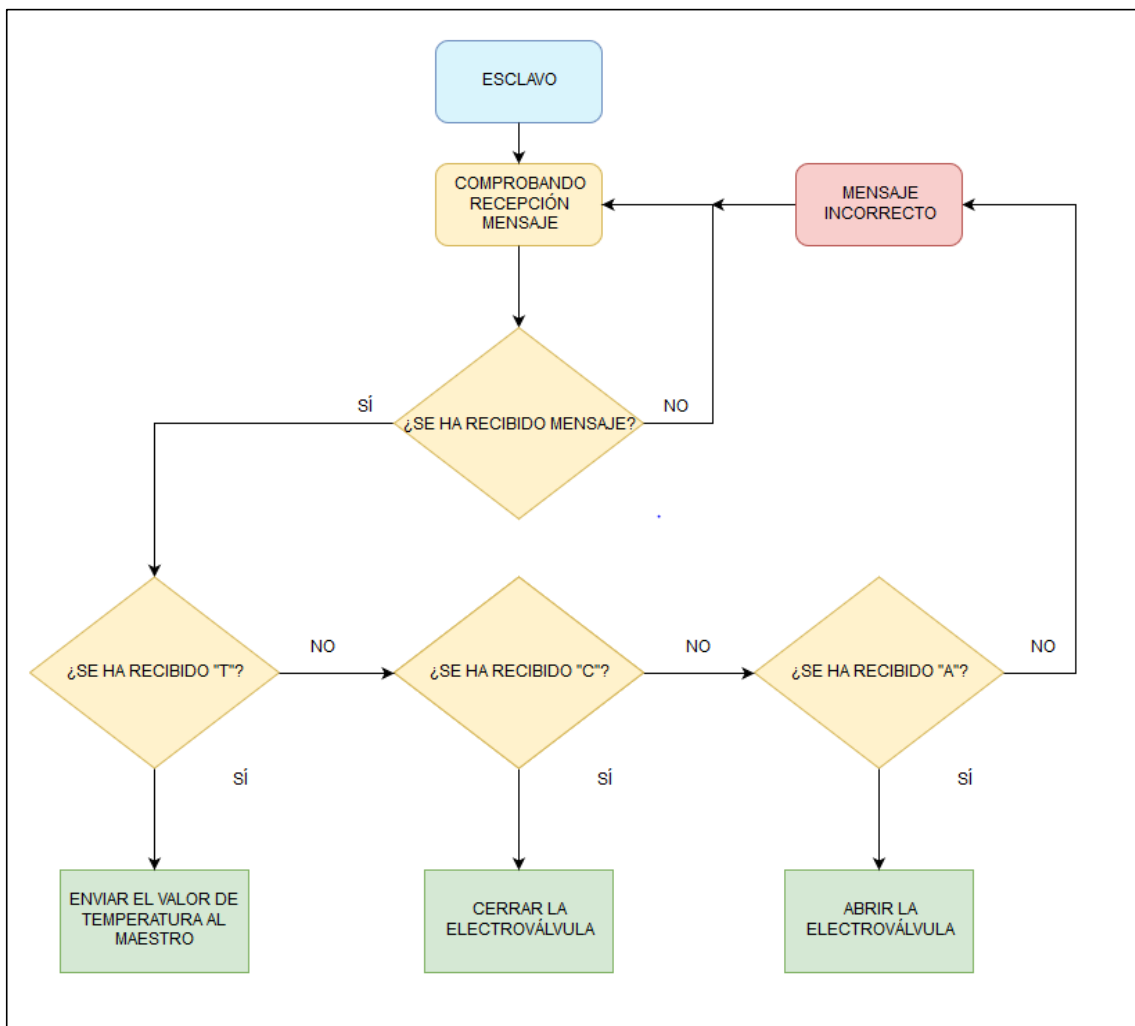 ESCLAVO
COMPROBANDO
RECEPCIÓN
MENSAJE
MENSAJE
INCORRECTO
SÍ
¿SE HA RECIBIDO MENSAJE?
NO
¿SE HA RECIBIDO "T"?
NO
¿SE HA RECIBIDO "C"?
NO
¿SE HA RECIBIDO "A"?
NO
SÍ
SÍ
SÍ
ENVIAR EL VALOR DE
TEMPERATURA AL
MAESTRO
CERRAR LA
ELECTROVÁLVULA
ABRIR LA
ELECTROVÁLVULA